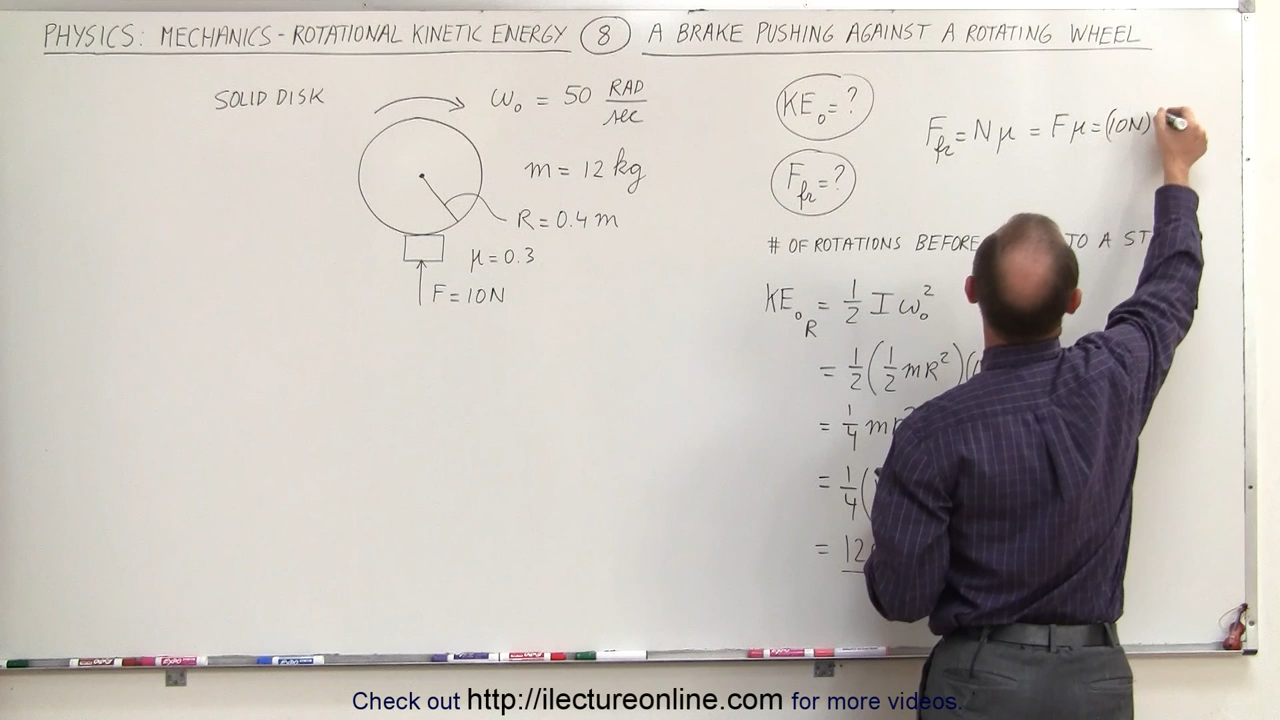 PHYSICS: MECHANICS - ROTATIONAL KINETIC ENERGY 8 A BRAKE PUSHING AGAINST A ROTATING WHEEL
SOLID DISK
ω₀ = 50 RAD/sec
m = 12 kg
R = 0.4 m
μ = 0.3
F = 10N
KE₀ = ?
F_fr = ?
F_fr = Nμ = Fμ = (10N)
# OF ROTATIONS BEFORE TO A
KE₀_R = 1/2 I ω₀²
= 1/2 (1/2 mR²)(
= 1/4 m
= 1/4 (
= 12
Check out http://ilectureonline.com for more videos.